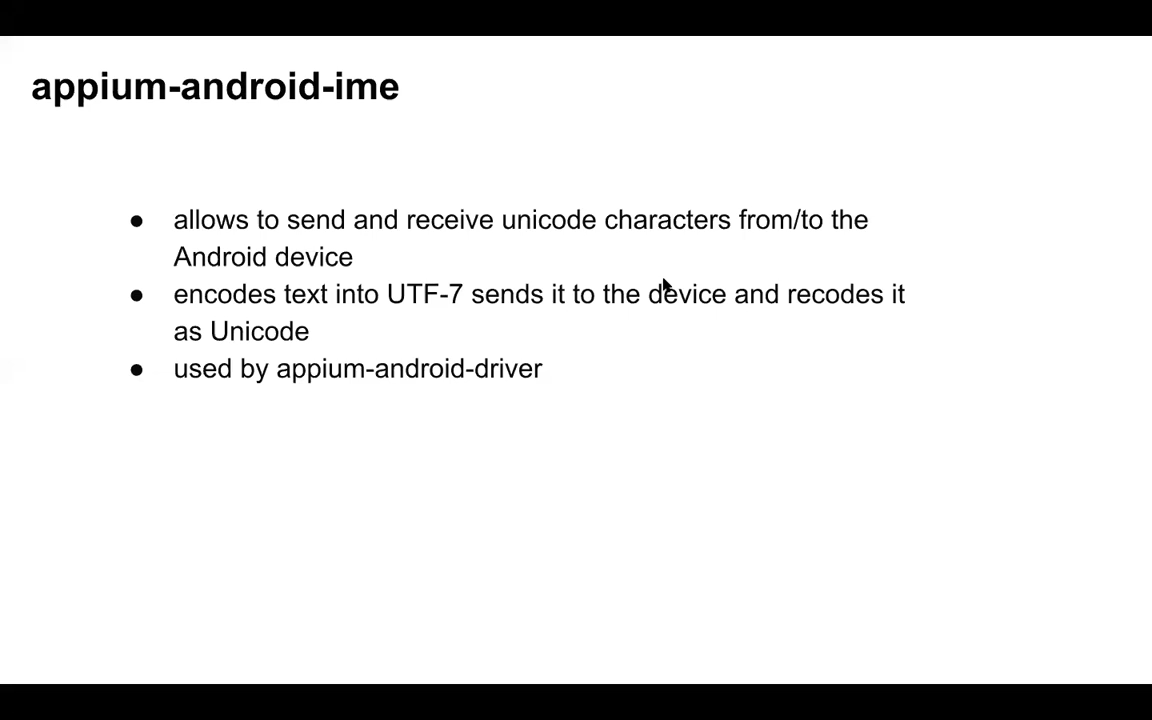 appium-android-ime
● allows to send and receive unicode characters from/to the
Android device
● encodes text into UTF-7 sends it to the device and recodes it
as Unicode
● used by appium-android-driver